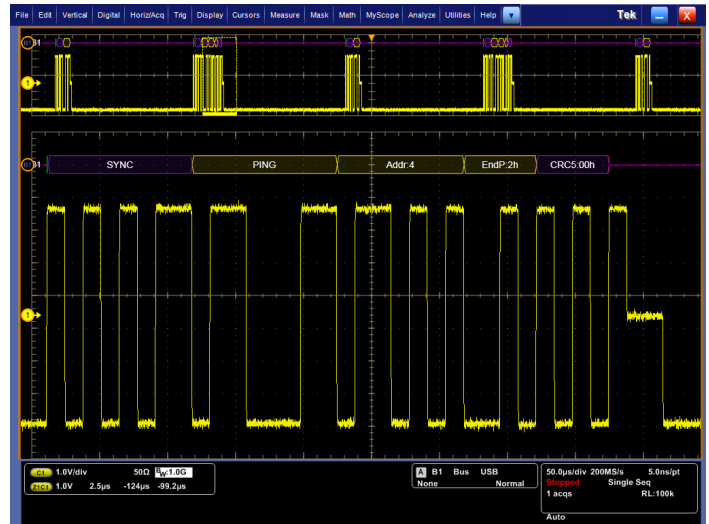 File Edit Vertical Digital Horiz/Acq Trig Display Cursors Measure Mask Math MyScope Analyze Utilities Help Tek X
B1 B1
1
B1 B1 SYNC PING Addr:4 EndP:2h CRC5:00h
1
C1 1.0V/div 50Ω BW:1.0G
Z1C1 1.0V 2.5µs -124µs -99.2µs
A B1 Bus USB
None Normal
50.0µs/div 200MS/s 5.0ns/pt
Stopped Single Seq
1 acqs RL:100k
Auto